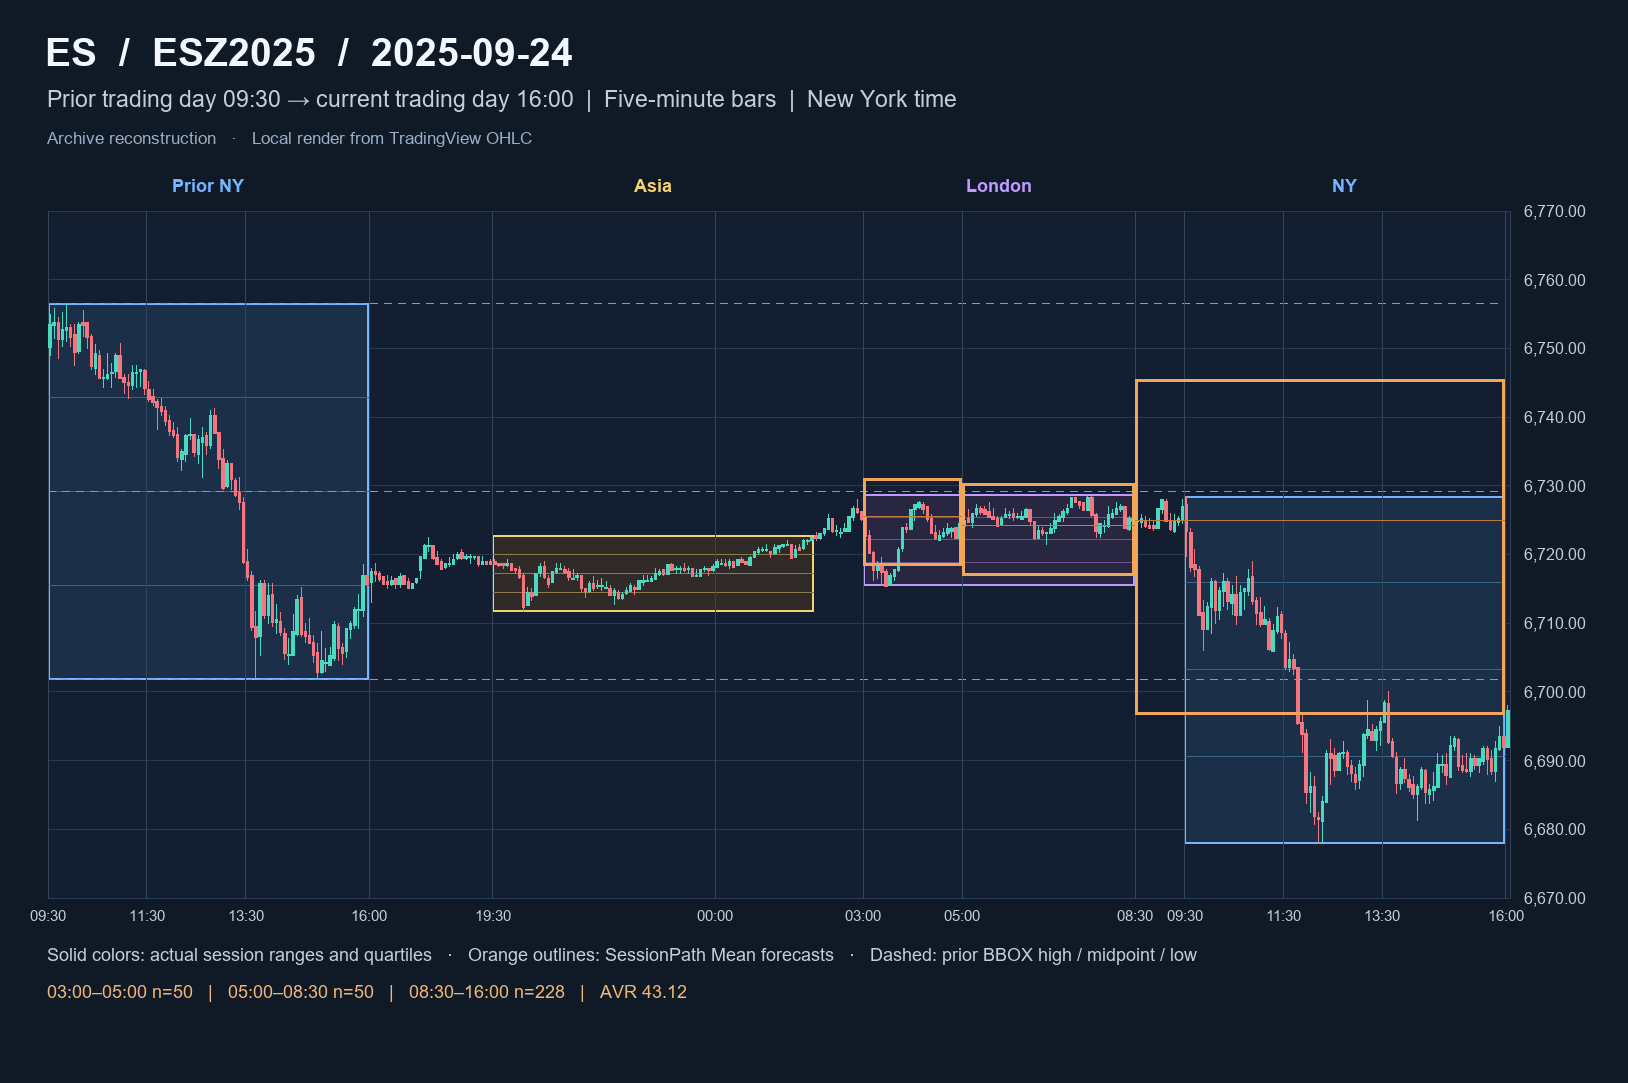 ES / ESZ2025 / 2025-09-24
Prior trading day 09:30 → current trading day 16:00 | Five-minute bars | New York time
Archive reconstruction · Local render from TradingView OHLC
Prior NY Asia London NY
6,770.00
6,760.00
6,750.00
6,740.00
6,730.00
6,720.00
6,710.00
6,700.00
6,690.00
6,680.00
6,670.00
09:30 11:30 13:30 16:00 19:30 00:00 03:00 05:00 08:30 09:30 11:30 13:30 16:00
Solid colors: actual session ranges and quartiles · Orange outlines: SessionPath Mean forecasts · Dashed: prior BBOX high / midpoint / low
03:00–05:00 n=50 | 05:00–08:30 n=50 | 08:30–16:00 n=228 | AVR 43.12